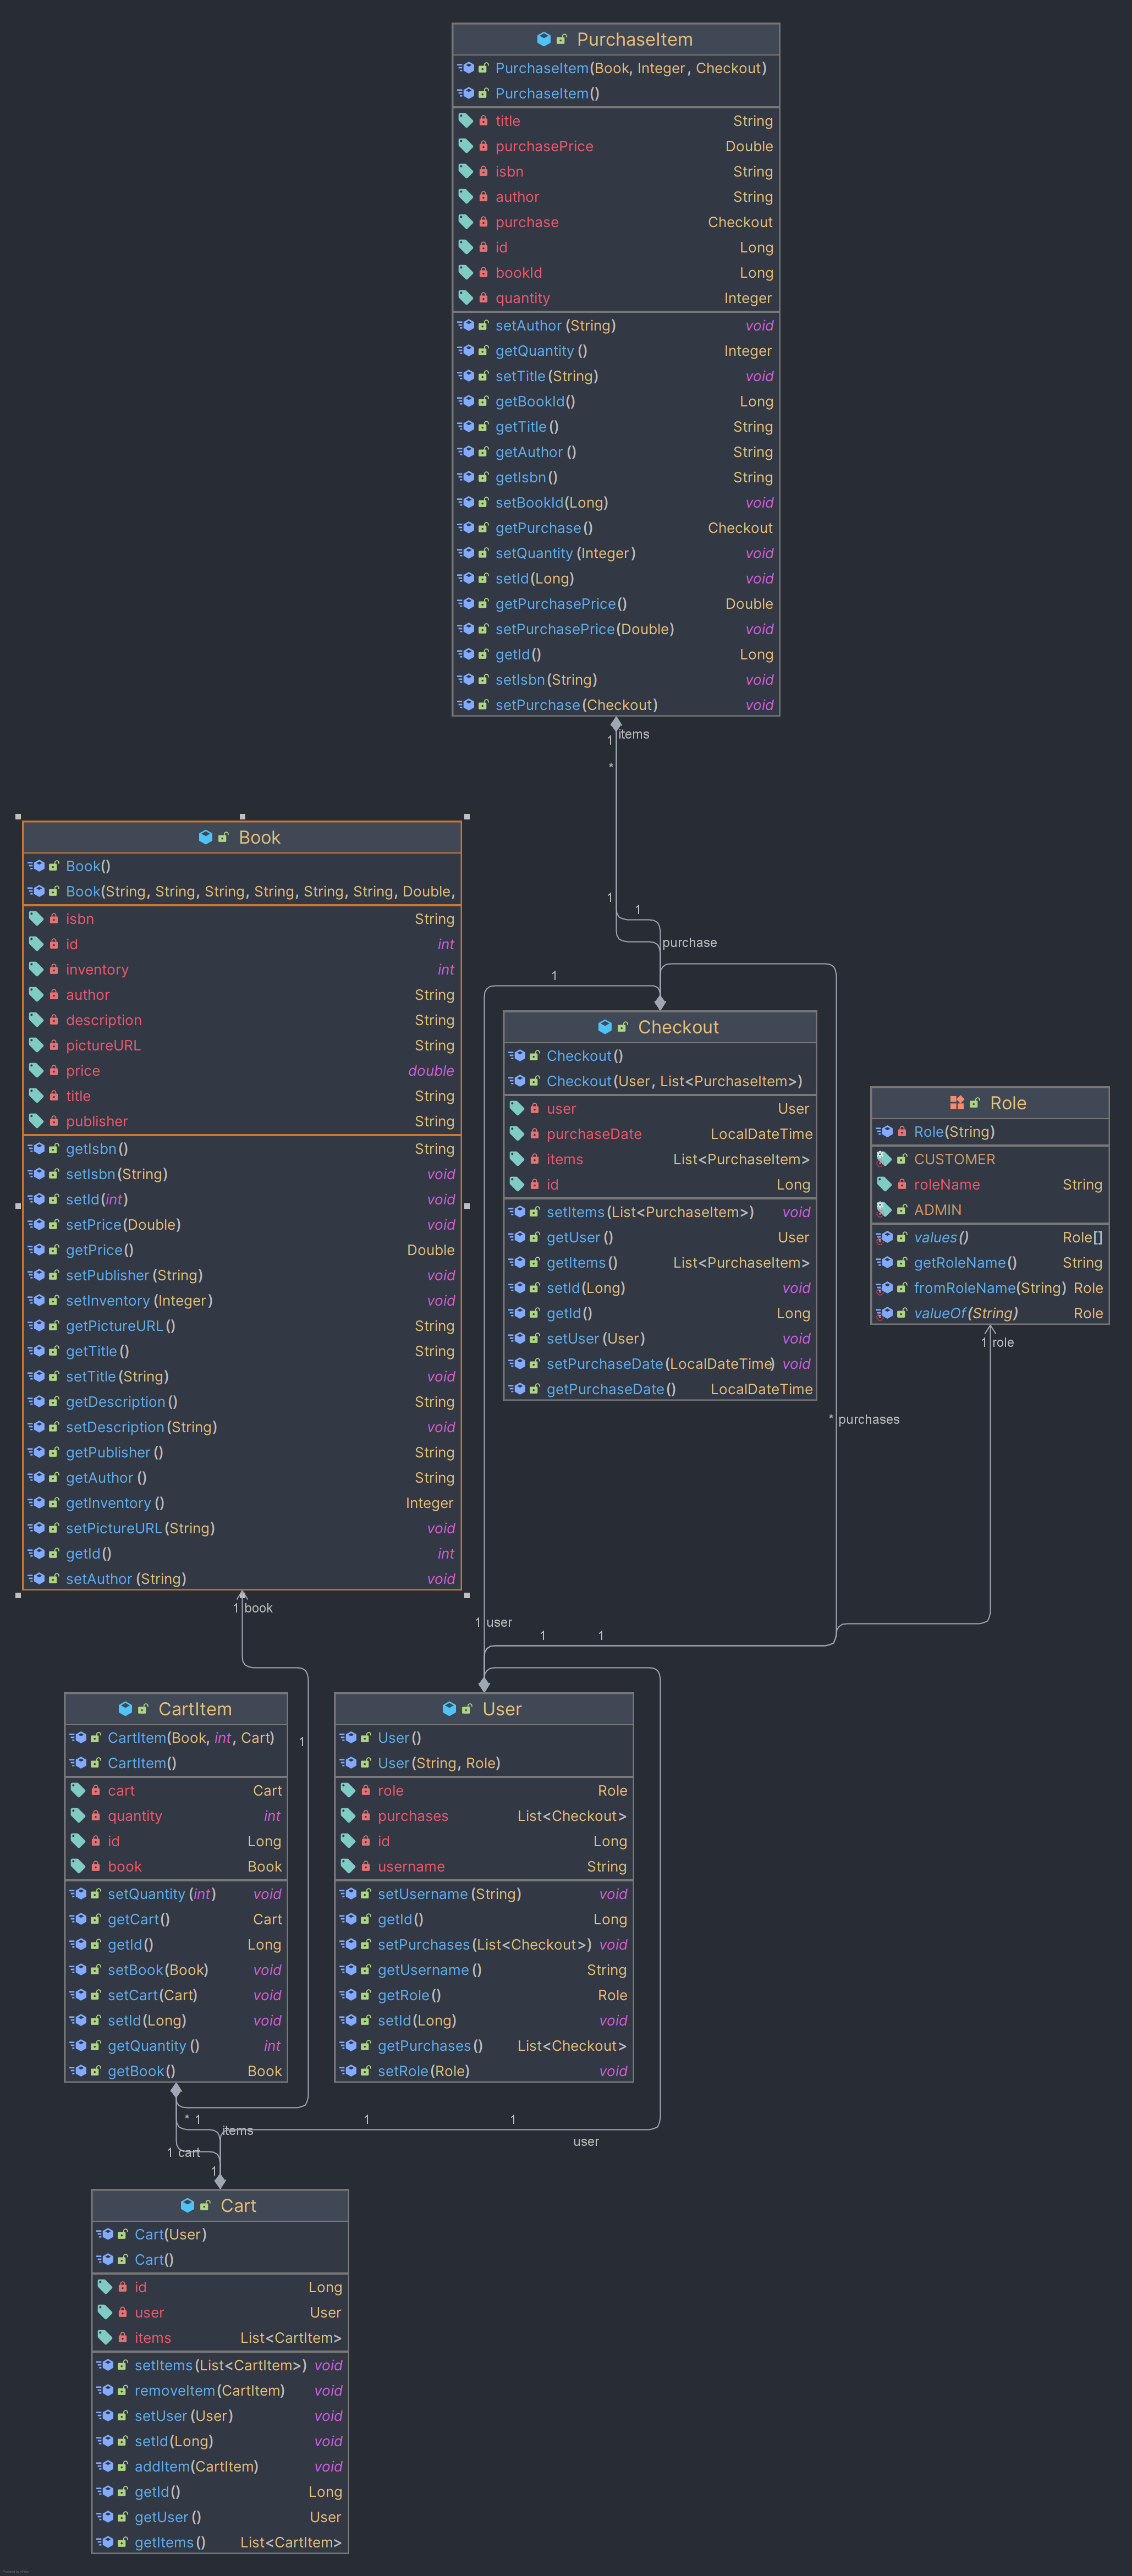 PurchaseItem
PurchaseItem(Book, Integer, Checkout)
PurchaseItem()
title String
purchasePrice Double
isbn String
author String
purchase Checkout
id Long
bookId Long
quantity Integer
setAuthor(String) void
getQuantity() Integer
setTitle(String) void
getBookId() Long
getTitle() String
getAuthor() String
getIsbn() String
setBookId(Long) void
getPurchase() Checkout
setQuantity(Integer) void
setId(Long) void
getPurchasePrice() Double
setPurchasePrice(Double) void
getId() Long
setIsbn(String) void
setPurchase(Checkout) void
1 items
*
1
1
purchase
1
Book
Book()
Book(String, String, String, String, String, String, Double,
isbn String
id int
inventory int
author String
description String
pictureURL String
price double
title String
publisher String
getIsbn() String
setIsbn(String) void
setId(int) void
setPrice(Double) void
getPrice() Double
setPublisher(String) void
setInventory(Integer) void
getPictureURL() String
getTitle() String
setTitle(String) void
getDescription() String
setDescription(String) void
getPublisher() String
getAuthor() String
getInventory() Integer
setPictureURL(String) void
getId() int
setAuthor(String) void
1 book
Checkout
Checkout()
Checkout(User, List<PurchaseItem>)
user User
purchaseDate LocalDateTime
items List<PurchaseItem>
id Long
setItems(List<PurchaseItem>) void
getUser() User
getItems() List<PurchaseItem>
setId(Long) void
getId() Long
setUser(User) void
setPurchaseDate(LocalDateTime) void
getPurchaseDate() LocalDateTime
Role
Role(String)
CUSTOMER
roleName String
ADMIN
values() Role[]
getRoleName() String
fromRoleName(String) Role
valueOf(String) Role
1 role
* purchases
1 user
1 1
CartItem
CartItem(Book, int, Cart)
CartItem()
cart Cart
quantity int
id Long
book Book
setQuantity(int) void
getCart() Cart
getId() Long
setBook(Book) void
setCart(Cart) void
setId(Long) void
getQuantity() int
getBook() Book
1
User
User()
User(String, Role)
role Role
purchases List<Checkout>
id Long
username String
setUsername(String) void
getId() Long
setPurchases(List<Checkout>) void
getUsername() String
getRole() Role
setId(Long) void
getPurchases() List<Checkout>
setRole(Role) void
* 1 1 1
items
user
1 cart
1
Cart
Cart(User)
Cart()
id Long
user User
items List<CartItem>
setItems(List<CartItem>) void
removeItem(CartItem) void
setUser(User) void
setId(Long) void
addItem(CartItem) void
getId() Long
getUser() User
getItems() List<CartItem>